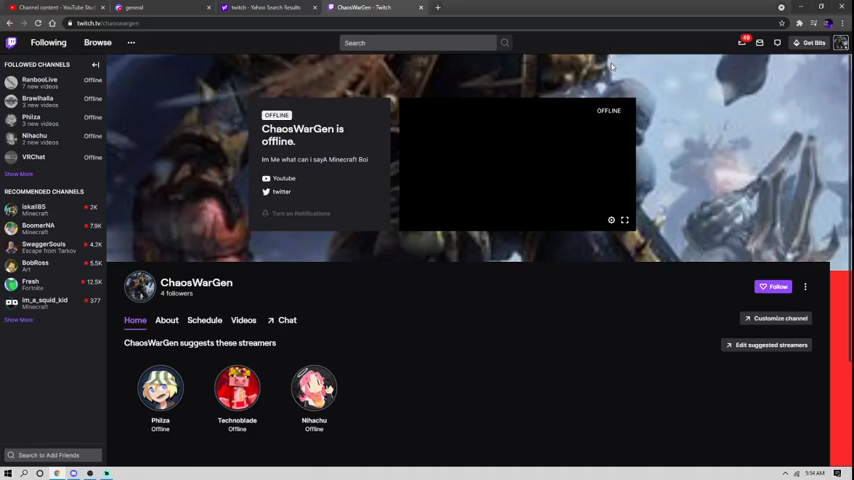 Channel content - YouTube Studi
general
twitch - Yahoo Search Results
ChaosWarGen - Twitch
twitch.tv/chaoswargen
Following
Browse
Search
49
Get Bits
FOLLOWED CHANNELS
RanbooLive
Offline
7 new videos
Brawlhalla
Offline
3 new videos
Philza
Offline
2 new videos
Nihachu
Offline
2 new videos
VRChat
Offline
Show More
RECOMMENDED CHANNELS
iskall85
2K
Minecraft
BoomerNA
7.9K
Minecraft
SwaggerSouls
4.2K
Escape from Tarkov
BobRoss
5.5K
Art
Fresh
12.5K
Fortnite
im_a_squid_kid
377
Minecraft
Show More
Search to Add Friends
OFFLINE
ChaosWarGen is
offline.
Im Me what can i sayA Minecraft Boi
Youtube
twitter
Turn on Notifications
OFFLINE
ChaosWarGen
4 followers
Follow
Home
About
Schedule
Videos
Chat
Customize channel
ChaosWarGen suggests these streamers
Edit suggested streamers
Philza
Offline
Technoblade
Offline
Nihachu
Offline
5:54 AM